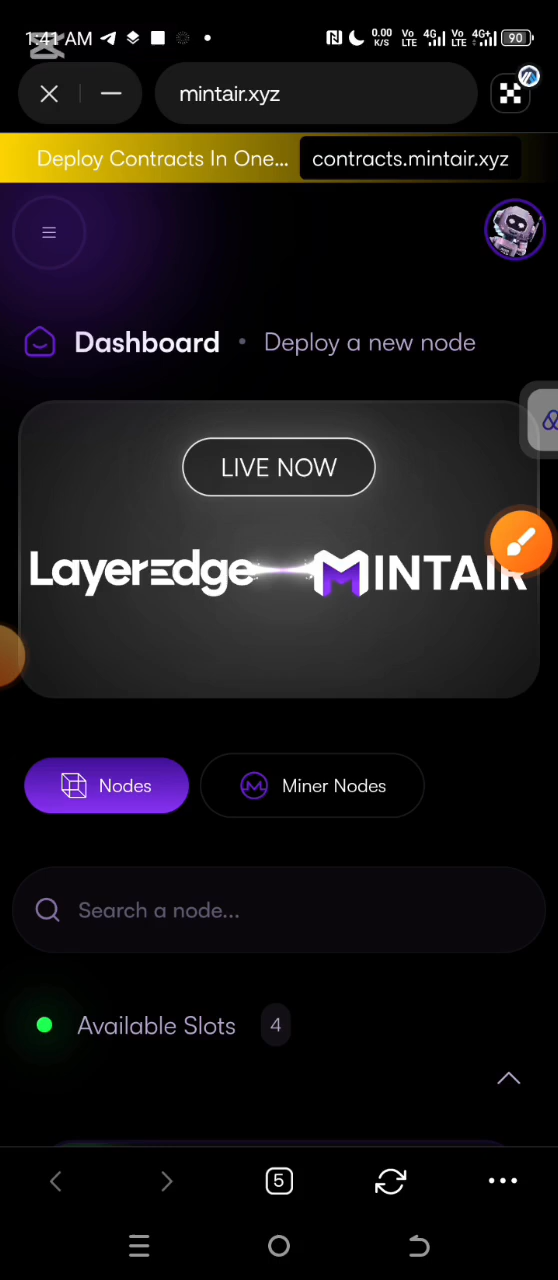 1:41 AM
0.00 K/S
Vo LTE 4G Vo LTE 4G+ 90
mintair.xyz
Deploy Contracts In One... contracts.mintair.xyz
Dashboard • Deploy a new node
LIVE NOW
LayerEdge MINTAIR
Nodes
Miner Nodes
Search a node...
Available Slots 4
5